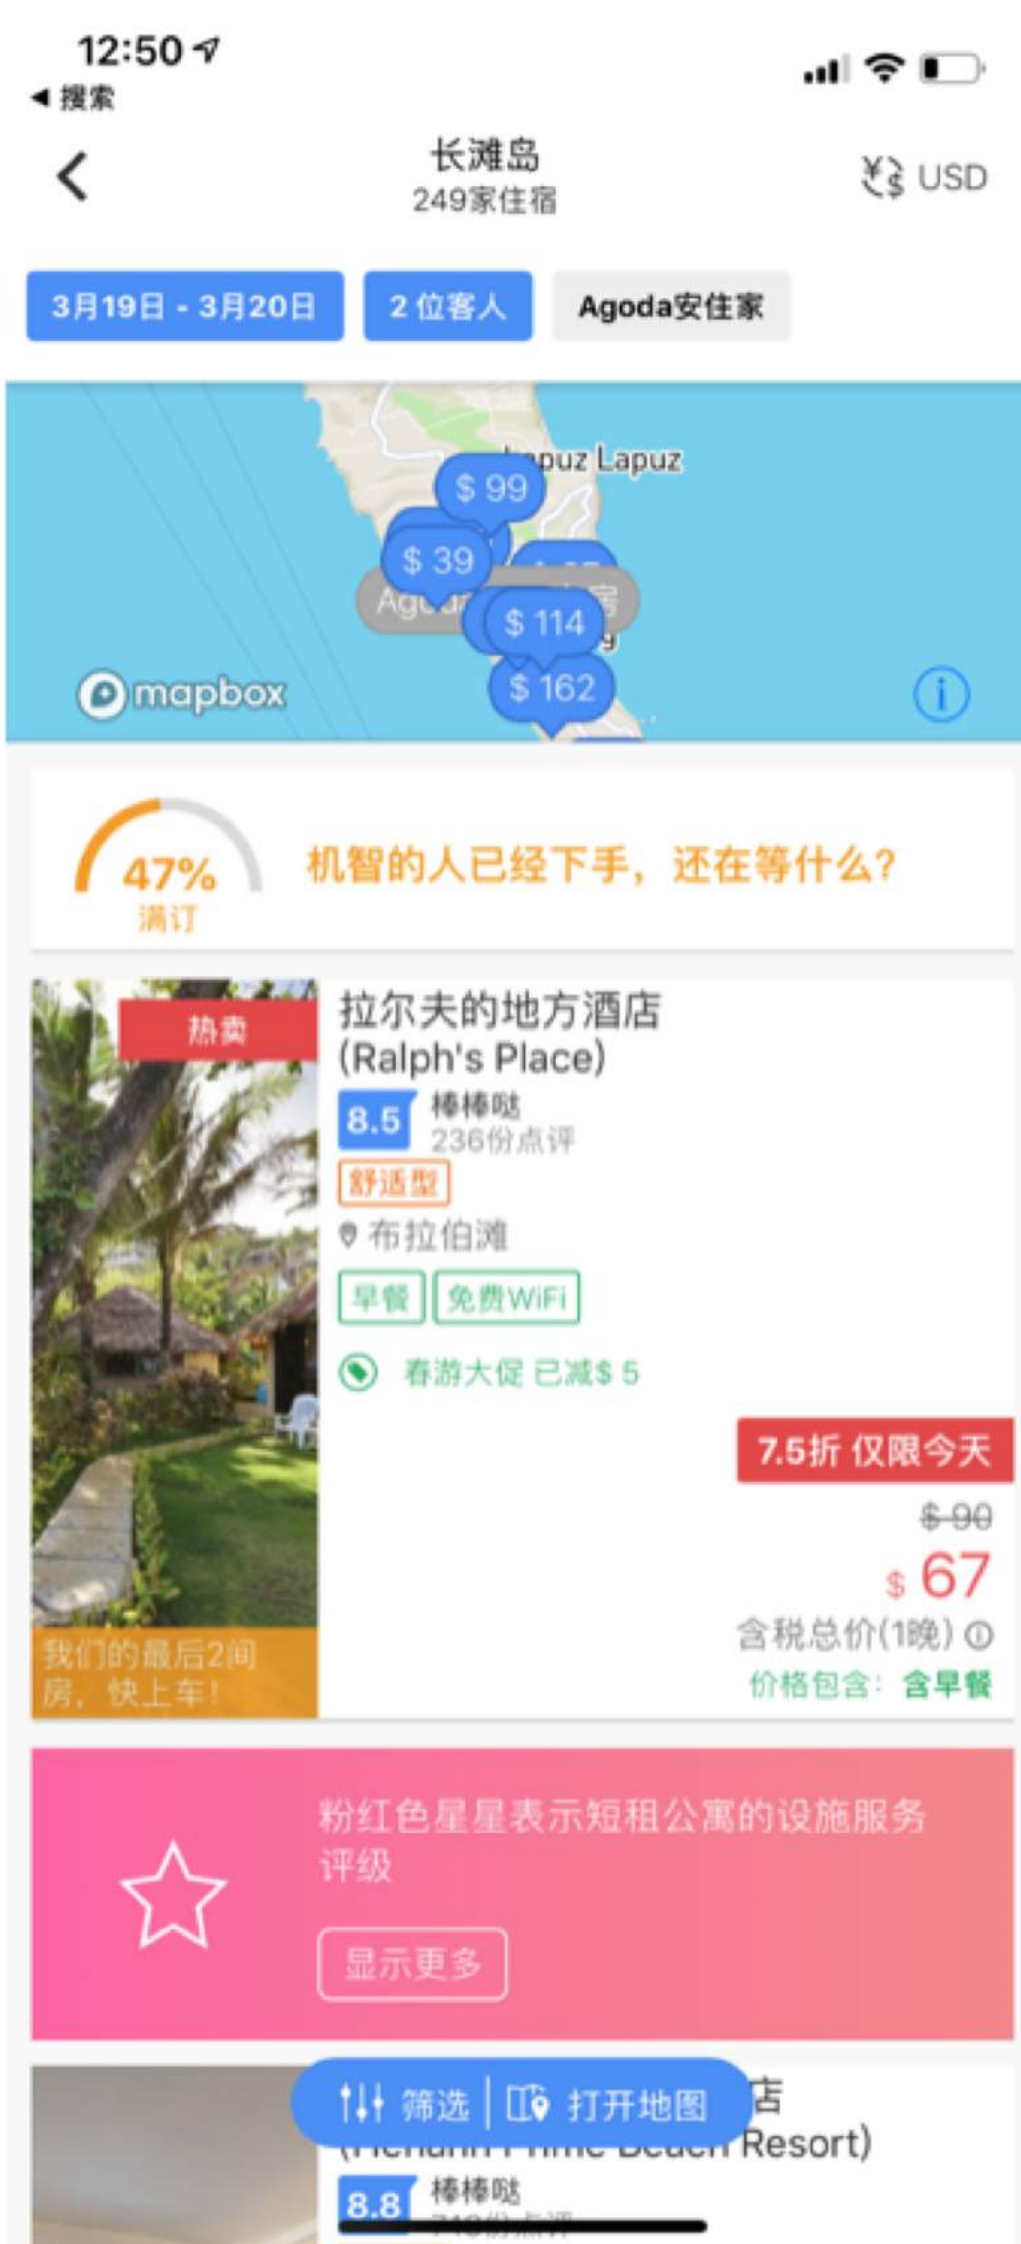 12:50
搜索
长滩岛
249家住宿
USD
3月19日 - 3月20日
2 位客人
Agoda安住家
Lapuz Lapuz
$ 99
$ 39
$ 114
$ 162
mapbox
47%
满订
机智的人已经下手，还在等什么?
热卖
拉尔夫的地方酒店
(Ralph's Place)
8.5
棒棒哒
236份点评
舒适型
布拉伯滩
早餐
免费WiFi
春游大促 已减$ 5
7.5折 仅限今天
$ 90
$ 67
含税总价(1晚)
价格包含：含早餐
我们的最后2间
房，快上车！
粉红色星星表示短租公寓的设施服务
评级
显示更多
筛选
打开地图
店
Beach Resort)
8.8
棒棒哒